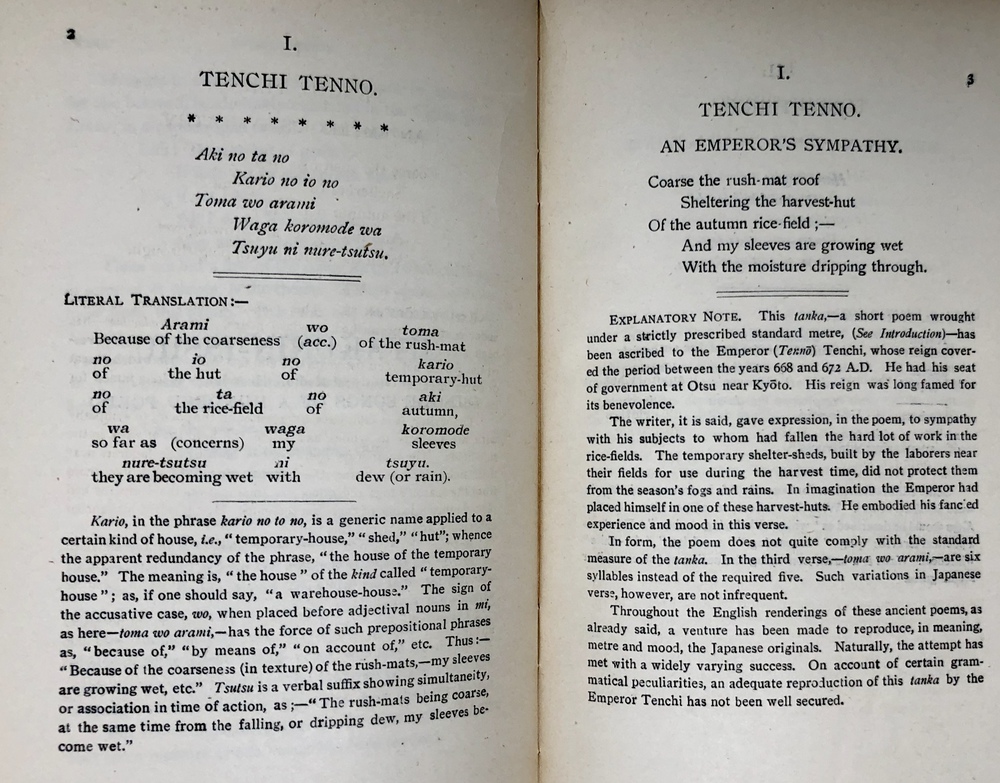 2
I.
TENCHI TENNO.
* * * * * * * *
Aki no ta no
Kario no io no
Toma wo arami
Waga koromode wa
Tsuyu ni nure-tsutsu.
LITERAL TRANSLATION:—
Arami wo toma
Because of the coarseness (acc.) of the rush-mat
no io no kario
of the hut of temporary-hut
no ta no aki
of the rice-field of autumn,
wa waga koromode
so far as (concerns) my sleeves
nure-tsutsu ni tsuyu.
they are becoming wet with dew (or rain).
Kario, in the phrase kario no to no, is a generic name applied to a
certain kind of house, i.e., "temporary-house," "shed," "hut"; whence
the apparent redundancy of the phrase, "the house of the temporary
house." The meaning is, "the house" of the kind called "temporary-
house"; as, if one should say, "a warehouse-house." The sign of
the accusative case, wo, when placed before adjectival nouns in mi,
as here—toma wo arami,—has the force of such prepositional phrases
as, "because of," "by means of," "on account of," etc. Thus:—
"Because of the coarseness (in texture) of the rush-mats,—my sleeves
are growing wet, etc." Tsutsu is a verbal suffix showing simultaneity,
or association in time of action, as ;—"The rush-mats being coarse,
at the same time from the falling, or dripping dew, my sleeves be-
come wet."
3
I.
TENCHI TENNO.
AN EMPEROR'S SYMPATHY.
Coarse the rush-mat roof
Sheltering the harvest-hut
Of the autumn rice-field ;—
And my sleeves are growing wet
With the moisture dripping through.
EXPLANATORY NOTE. This tanka,—a short poem wrought
under a strictly prescribed standard metre, (See Introduction)—has
been ascribed to the Emperor (Tennō) Tenchi, whose reign cover-
ed the period between the years 668 and 672 A.D. He had his seat
of government at Otsu near Kyōto. His reign was long famed for
its benevolence.
The writer, it is said, gave expression, in the poem, to sympathy
with his subjects to whom had fallen the hard lot of work in the
rice-fields. The temporary shelter-sheds, built by the laborers near
their fields for use during the harvest time, did not protect them
from the season's fogs and rains. In imagination the Emperor had
placed himself in one of these harvest-huts. He embodied his fancied
experience and mood in this verse.
In form, the poem does not quite comply with the standard
measure of the tanka. In the third verse,—toma wo arami,—are six
syllables instead of the required five. Such variations in Japanese
verse, however, are not infrequent.
Throughout the English renderings of these ancient poems, as
already said, a venture has been made to reproduce, in meaning,
metre and mood, the Japanese originals. Naturally, the attempt has
met with a widely varying success. On account of certain gram-
matical peculiarities, an adequate reproduction of this tanka by the
Emperor Tenchi has not been well secured.